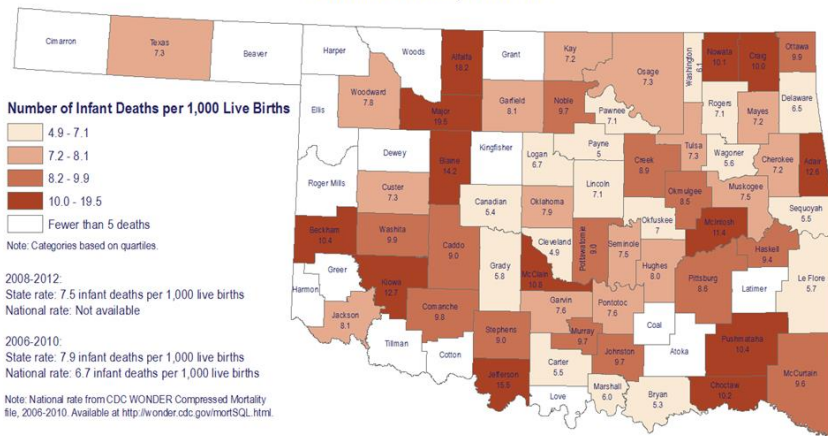 Cimarron
Texas
7.3
Beaver
Harper
Woods
Alfalfa
Grant
Kay
7.2
Osage
7.3
Washington
6.1
Nowata
10.1
Craig
Ottawa
9.9
Ellis
Woodward
7.8
Major
19.5
Garfield
8.1
Noble
9.7
Pawnee
7.1
Rogers
7.1
Mayes
7.2
Delaware
6.5
Number of Infant Deaths per 1,000 Live Births
4.9 - 7.1
7.2 - 8.1
8.2 - 9.9
10.0 - 19.5
Fewer than 5 deaths
Note: Categories based on quartiles.
Dewey
Blaine
14.2
Kingfisher
Logan
6.7
Payne
5
Creek
8.9
Tulsa
7.3
Wagoner
5.6
Cherokee
7.2
Adair
12.6
Roger Mills
Custer
7.3
Canadian
5.4
Oklahoma
7.9
Lincoln
7.1
Okmulgee
8.5
Muskogee
7.5
Sequoyah
5.5
Okfuskee
7
McIntosh
11.4
Beckham
10.4
Washita
9.9
Caddo
9.0
Grady
5.8
Cleveland
4.9
McClain
Pottawatomie
9.0
Seminole
7.5
Hughes
8.0
Haskell
9.4
Pittsburg
8.6
Latimer
Le Flore
5.7
Greer
Harmon
Kiowa
12.7
Jackson
8.1
Comanche
9.8
Tillman
Cotton
Stephens
9.0
Garvin
7.6
Pontotoc
7.6
Murray
9.7
Johnston
9.7
Coal
Atoka
Pushmataha
10.4
McCurtain
9.6
Jefferson
Carter
5.5
Love
Marshall
6.0
Bryan
5.3
Choctaw
10.2
2008-2012:
State rate: 7.5 infant deaths per 1,000 live births
National rate: Not available
2006-2010:
State rate: 7.9 infant deaths per 1,000 live births
National rate: 6.7 infant deaths per 1,000 live births
Note: National rate from CDC WONDER Compressed Mortality
file, 2006-2010. Available at http://wonder.cdc.gov/mortSQL.html.